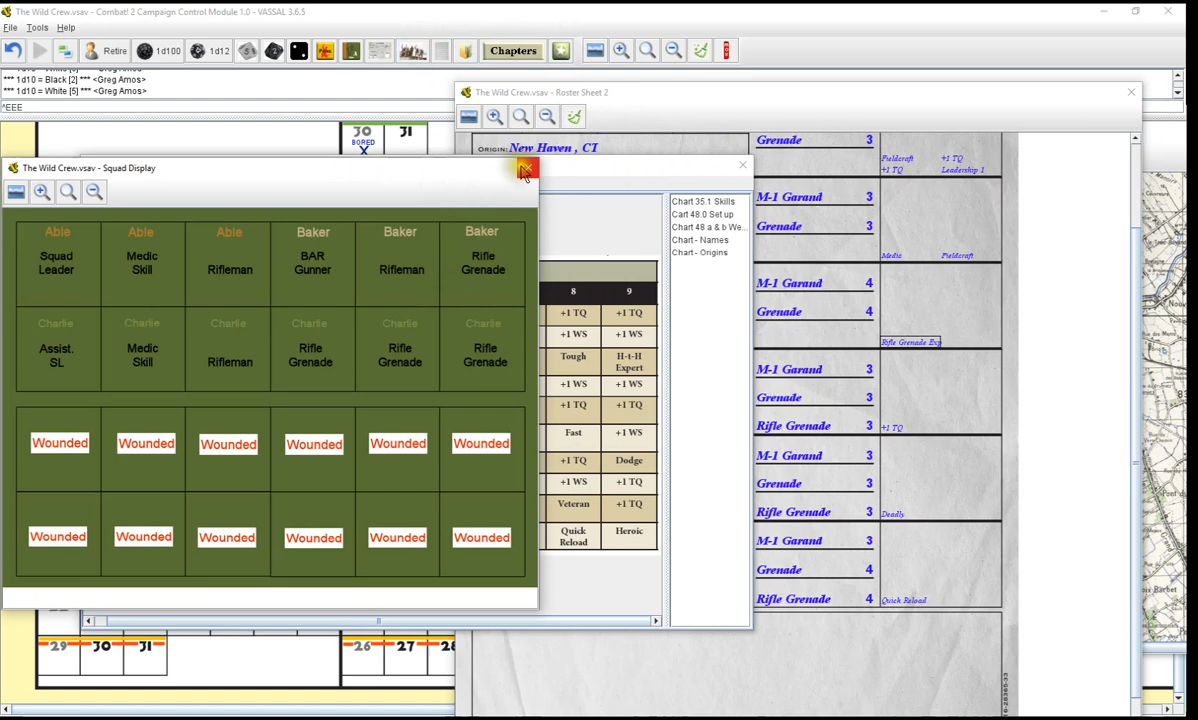 The Wild Crew.vsav - Combat! 2 Campaign Control Module 1.0 - VASSAL 3.6.5
File Tools Help
Retire 1d100 1d12 Chapters
*** 1d10 = Black [2] *** <Greg Amos>
*** 1d10 = White [5] *** <Greg Amos>
^EEE
30 31
BORED
X
The Wild Crew.vsav - Roster Sheet 2
ORIGIN: New Haven , CT
Grenade 3
Fieldcraft +1 TQ
+1 TQ Leadership 1
M-1 Garand 3
Grenade 3
Medic Fieldcraft
M-1 Garand 4
Grenade 4
Rifle Grenade Exp
M-1 Garand 3
Grenade 3
Rifle Grenade 3 +1 TQ
M-1 Garand 3
Grenade 3
Rifle Grenade 3 Deadly
M-1 Garand 3
Grenade 4
Rifle Grenade 4 Quick Reload
The Wild Crew.vsav - Squad Display
Able Able Able Baker Baker Baker
Squad Leader
Medic Skill
Rifleman
BAR Gunner
Rifleman
Rifle Grenade
Charlie Charlie Charlie Charlie Charlie Charlie
Assist. SL
Medic Skill
Rifleman
Rifle Grenade
Rifle Grenade
Rifle Grenade
Wounded Wounded Wounded Wounded Wounded Wounded
Wounded Wounded Wounded Wounded Wounded Wounded
8 9
+1 TQ +1 TQ
+1 WS +1 WS
Tough H-t-H Expert
+1 WS +1 WS
+1 TQ +1 TQ
Fast +1 WS
+1 TQ Dodge
+1 WS +1 TQ
Veteran +1 TQ
Quick Reload Heroic
Chart 35.1 Skills
Cart 48.0 Set up
Chart 48 a & b We...
Chart - Names
Chart - Origins
29 30 31 26 27 28